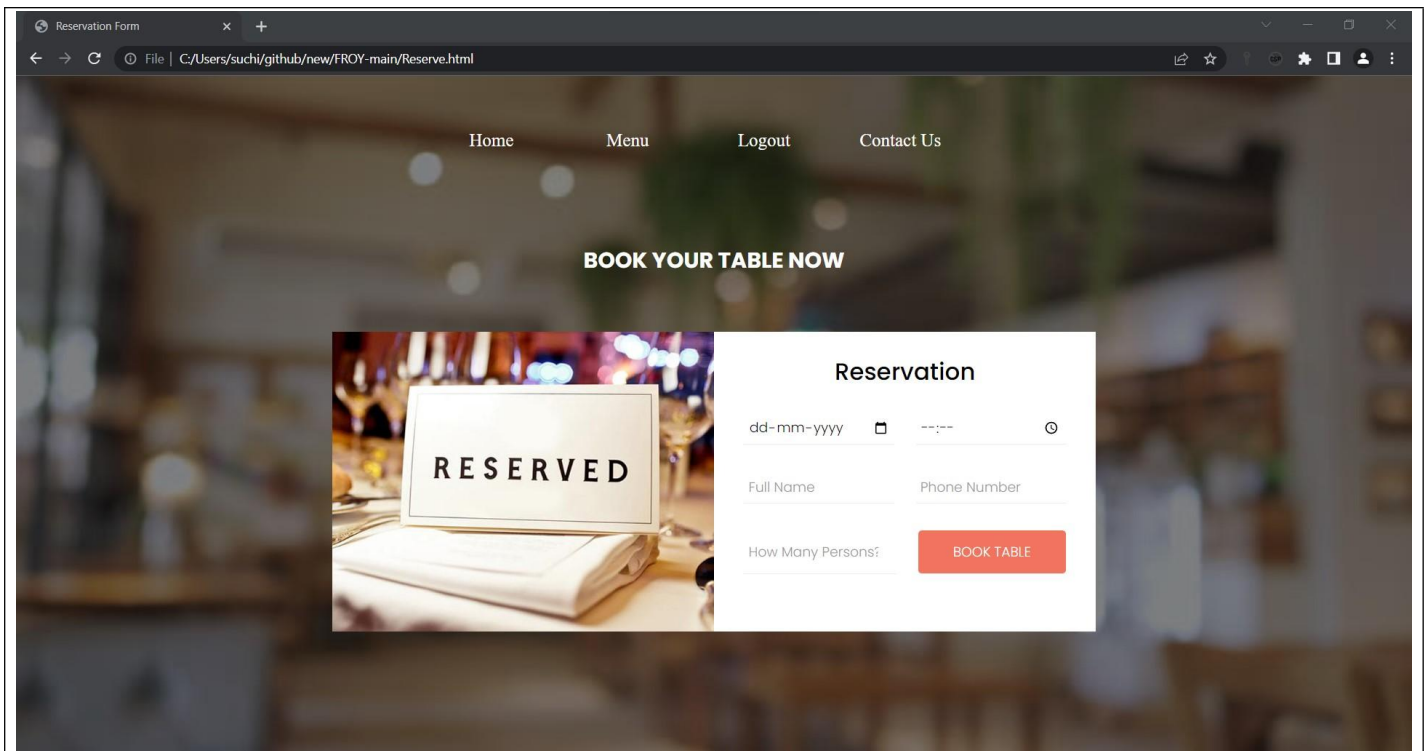 Reservation Form
File | C:/Users/suchi/github/new/FROY-main/Reserve.html
Home Menu Logout Contact Us
BOOK YOUR TABLE NOW
RESERVED
Reservation
dd-mm-yyyy --:--
Full Name Phone Number
How Many Persons? BOOK TABLE